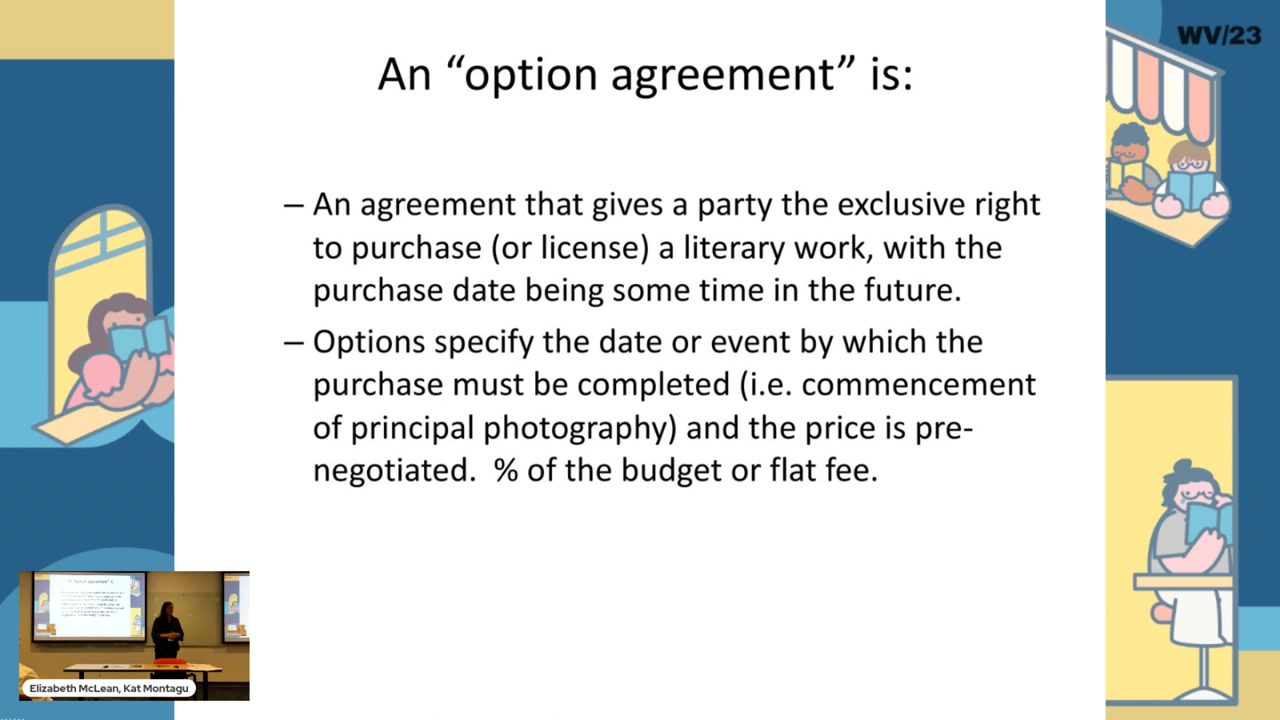 WV/23
An “option agreement” is:
– An agreement that gives a party the exclusive right
to purchase (or license) a literary work, with the
purchase date being some time in the future.
– Options specify the date or event by which the
purchase must be completed (i.e. commencement
of principal photography) and the price is pre-
negotiated.  % of the budget or flat fee.
Elizabeth McLean, Kat Montagu